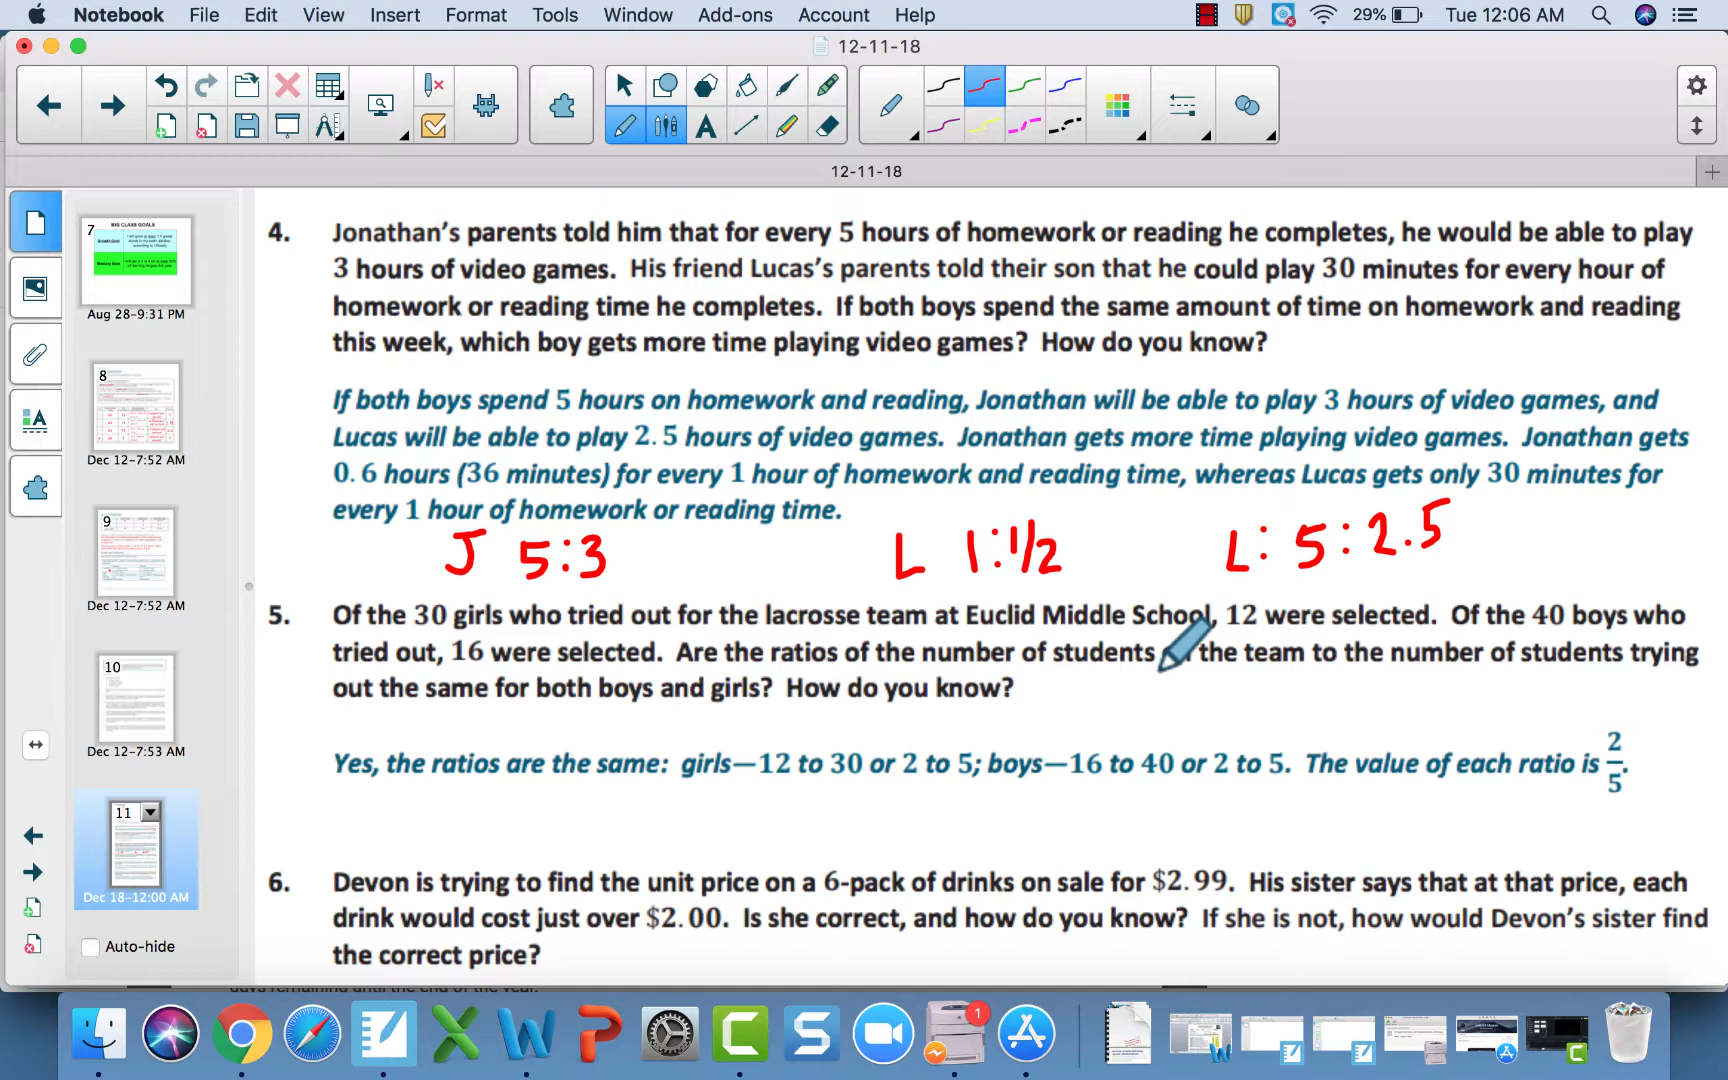 Notebook File Edit View Insert Format Tools Window Add-ons Account Help 29% Tue 12:06 AM
12-11-18
12-11-18
4. Jonathan's parents told him that for every 5 hours of homework or reading he completes, he would be able to play
3 hours of video games. His friend Lucas's parents told their son that he could play 30 minutes for every hour of
homework or reading time he completes. If both boys spend the same amount of time on homework and reading
this week, which boy gets more time playing video games? How do you know?
If both boys spend 5 hours on homework and reading, Jonathan will be able to play 3 hours of video games, and
Lucas will be able to play 2.5 hours of video games. Jonathan gets more time playing video games. Jonathan gets
0.6 hours (36 minutes) for every 1 hour of homework and reading time, whereas Lucas gets only 30 minutes for
every 1 hour of homework or reading time.
J 5:3 L 1:1/2 L: 5:2.5
5. Of the 30 girls who tried out for the lacrosse team at Euclid Middle School, 12 were selected. Of the 40 boys who
tried out, 16 were selected. Are the ratios of the number of students the team to the number of students trying
out the same for both boys and girls? How do you know?
Yes, the ratios are the same: girls—12 to 30 or 2 to 5; boys—16 to 40 or 2 to 5. The value of each ratio is 2/5.
6. Devon is trying to find the unit price on a 6-pack of drinks on sale for $2.99. His sister says that at that price, each
drink would cost just over $2.00. Is she correct, and how do you know? If she is not, how would Devon's sister find
the correct price?
7
BIG CLASS GOALS
Aug 28-9:31 PM
8
Dec 12-7:52 AM
9
Dec 12-7:52 AM
10
Dec 12-7:53 AM
11
Dec 18-12:00 AM
Auto-hide
1